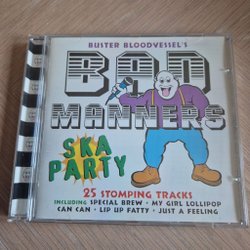 BUSTER BLOODVESSEL'S
BAD
MANNERS
SKA
PARTY
25 STOMPING TRACKS
INCLUDING SPECIAL BREW • MY GIRL LOLLIPOP
CAN CAN • LIP UP FATTY • JUST A FEELING